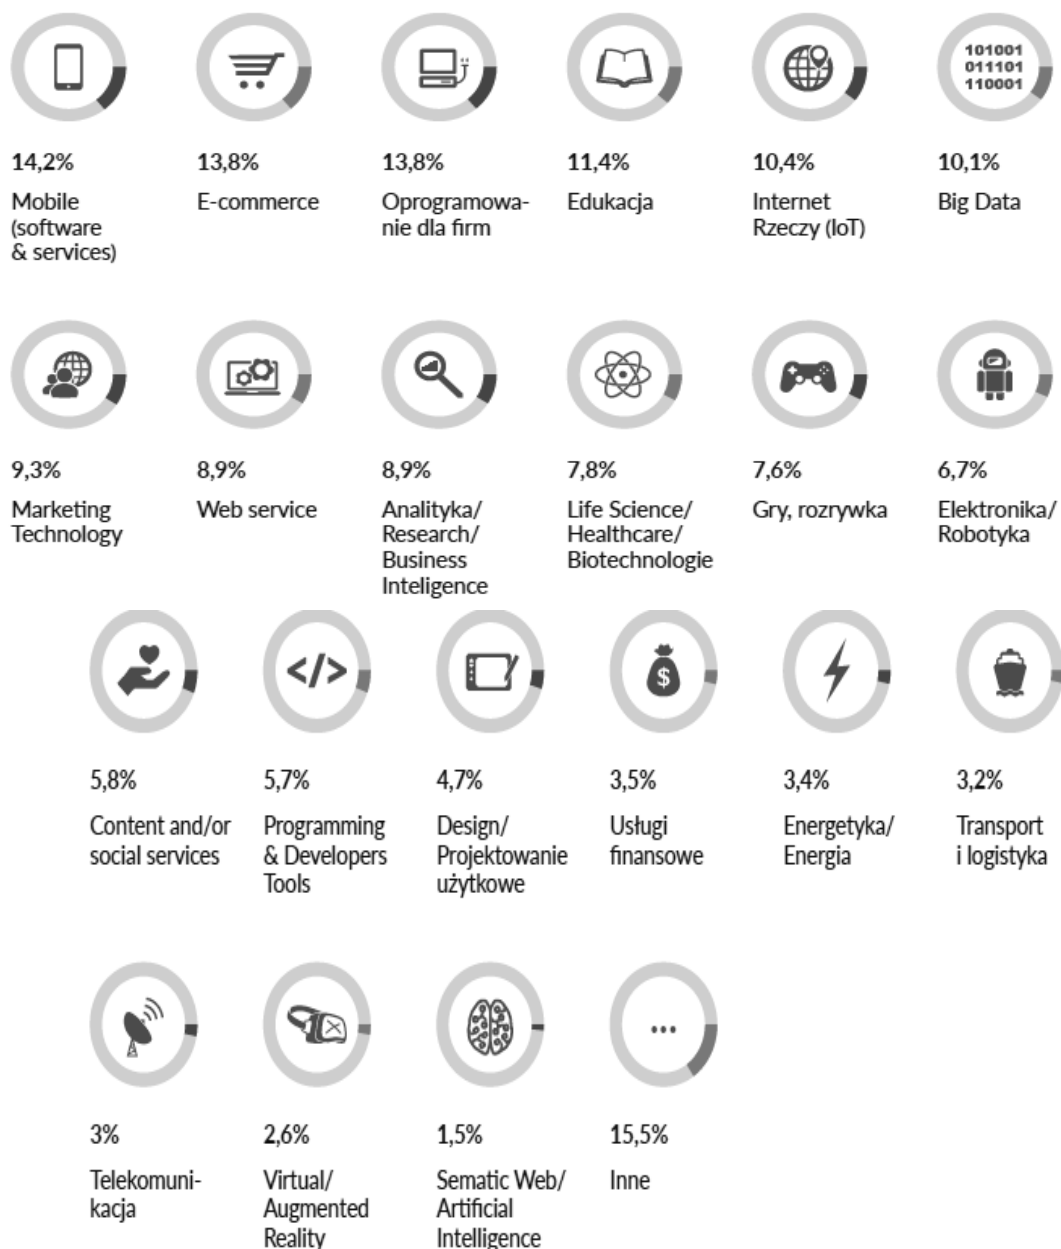 101001
011101
110001
14,2%
Mobile
(software
& services)
13,8%
E-commerce
13,8%
Oprogramowa-
nie dla firm
11,4%
Edukacja
10,4%
Internet
Rzeczy (IoT)
10,1%
Big Data
9,3%
Marketing
Technology
8,9%
Web service
8,9%
Analityka/
Research/
Business
Inteligence
7,8%
Life Science/
Healthcare/
Biotechnologie
7,6%
Gry, rozrywka
6,7%
Elektronika/
Robotyka
</>
$
5,8%
Content and/or
social services
5,7%
Programming
& Developers
Tools
4,7%
Design/
Projektowanie
użytkowe
3,5%
Usługi
finansowe
3,4%
Energetyka/
Energia
3,2%
Transport
i logistyka
...
3%
Telekomuni-
kacja
2,6%
Virtual/
Augmented
Reality
1,5%
Sematic Web/
Artificial
Intelligence
15,5%
Inne